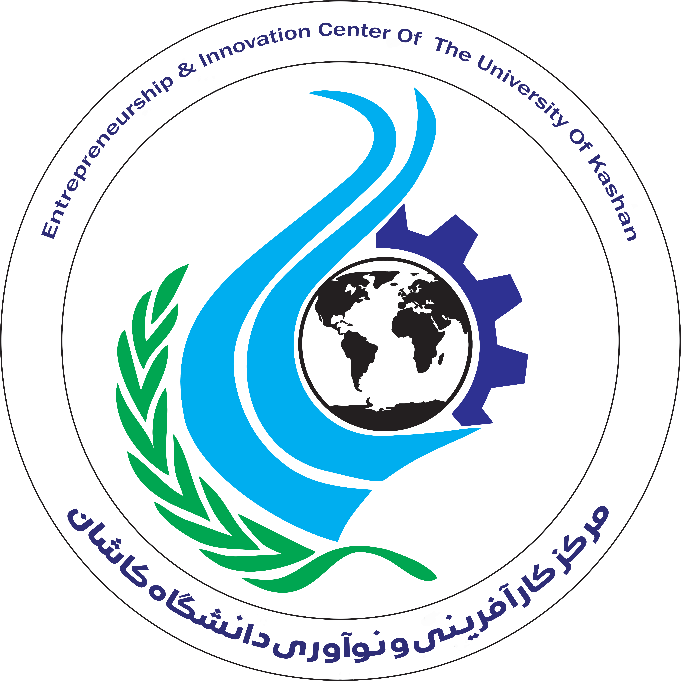 Entrepreneurship & Innovation Center Of The University Of Kashan
مرکز کارآفرینی و نوآوری دانشگاه کاشان